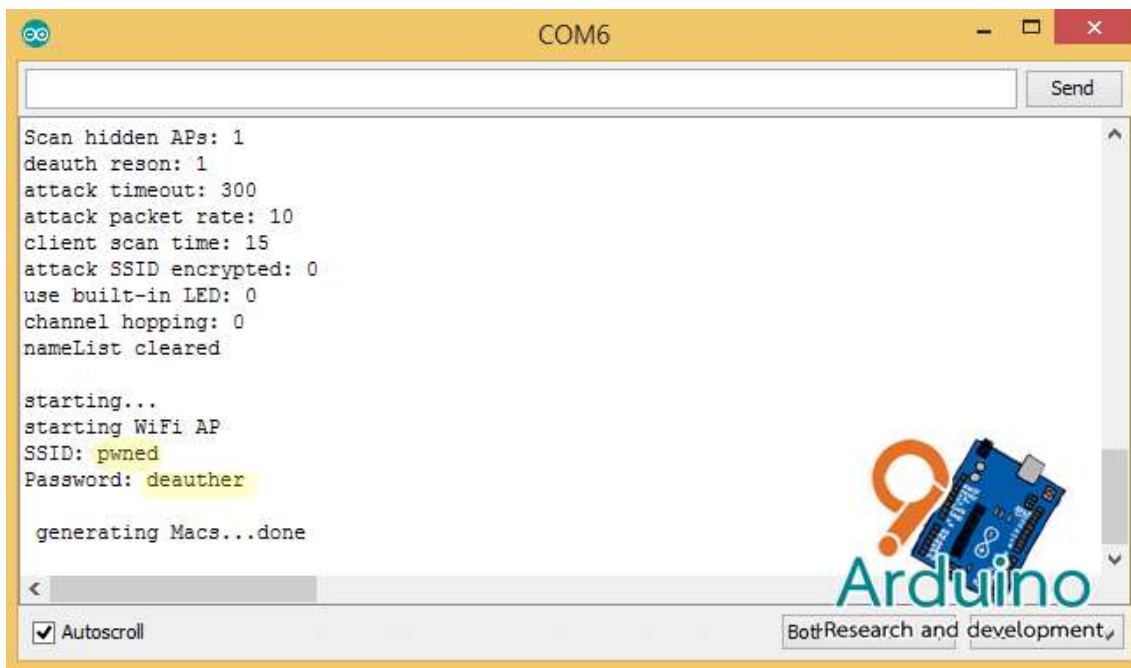 COM6
Send
Scan hidden APs: 1
deauth reson: 1
attack timeout: 300
attack packet rate: 10
client scan time: 15
attack SSID encrypted: 0
use built-in LED: 0
channel hopping: 0
nameList cleared
starting...
starting WiFi AP
SSID: pwned
Password: deauther
generating Macs...done
Arduino
Autoscroll
Research and development